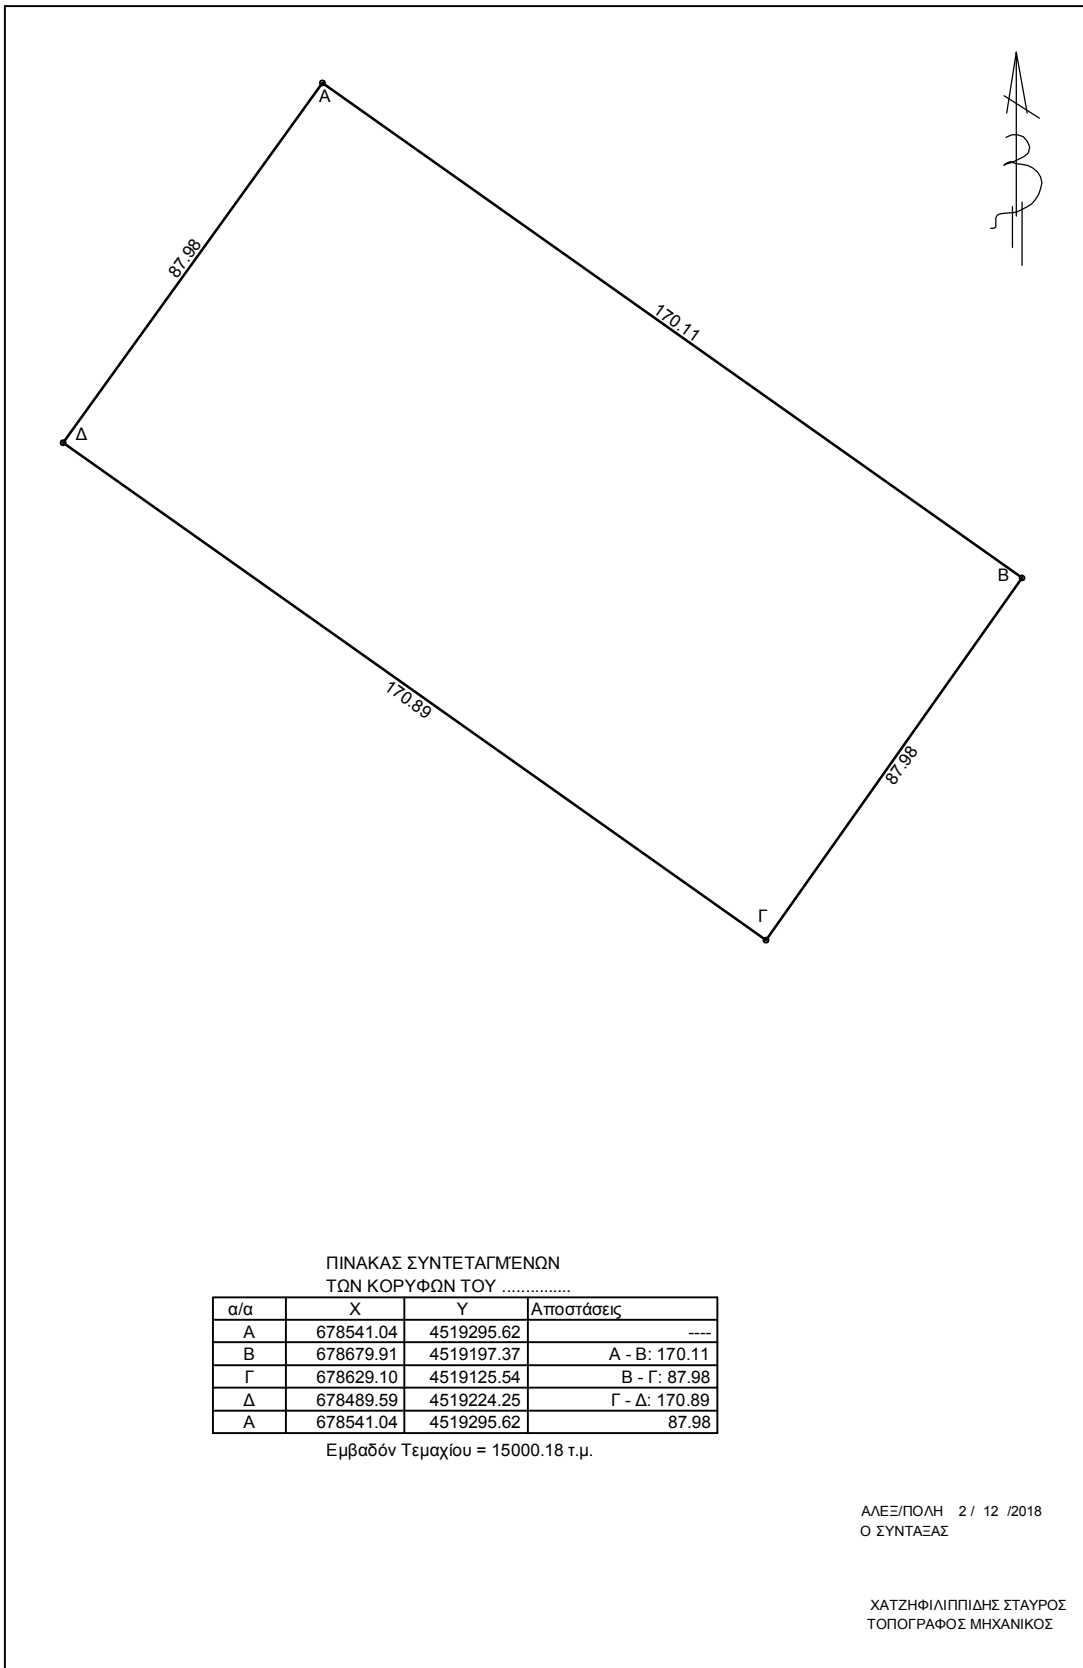 Α
87.98
170.11
Δ
Β
170.89
87.98
Γ
ΠΙΝΑΚΑΣ ΣΥΝΤΕΤΑΓΜΈΝΩΝ
ΤΩΝ ΚΟΡΥΦΩΝ ΤΟΥ ...............
α/α Χ Υ Αποστάσεις
Α 678541.04 4519295.62 ----
Β 678679.91 4519197.37 Α - Β: 170.11
Γ 678629.10 4519125.54 Β - Γ: 87.98
Δ 678489.59 4519224.25 Γ - Δ: 170.89
Α 678541.04 4519295.62 87.98
Εμβαδόν Τεμαχίου = 15000.18 τ.μ.
ΑΛΕΞ/ΠΟΛΗ 2 / 12 /2018
Ο ΣΥΝΤΑΞΑΣ
ΧΑΤΖΗΦΙΛΙΠΠΙΔΗΣ ΣΤΑΥΡΟΣ
ΤΟΠΟΓΡΑΦΟΣ ΜΗΧΑΝΙΚΟΣ